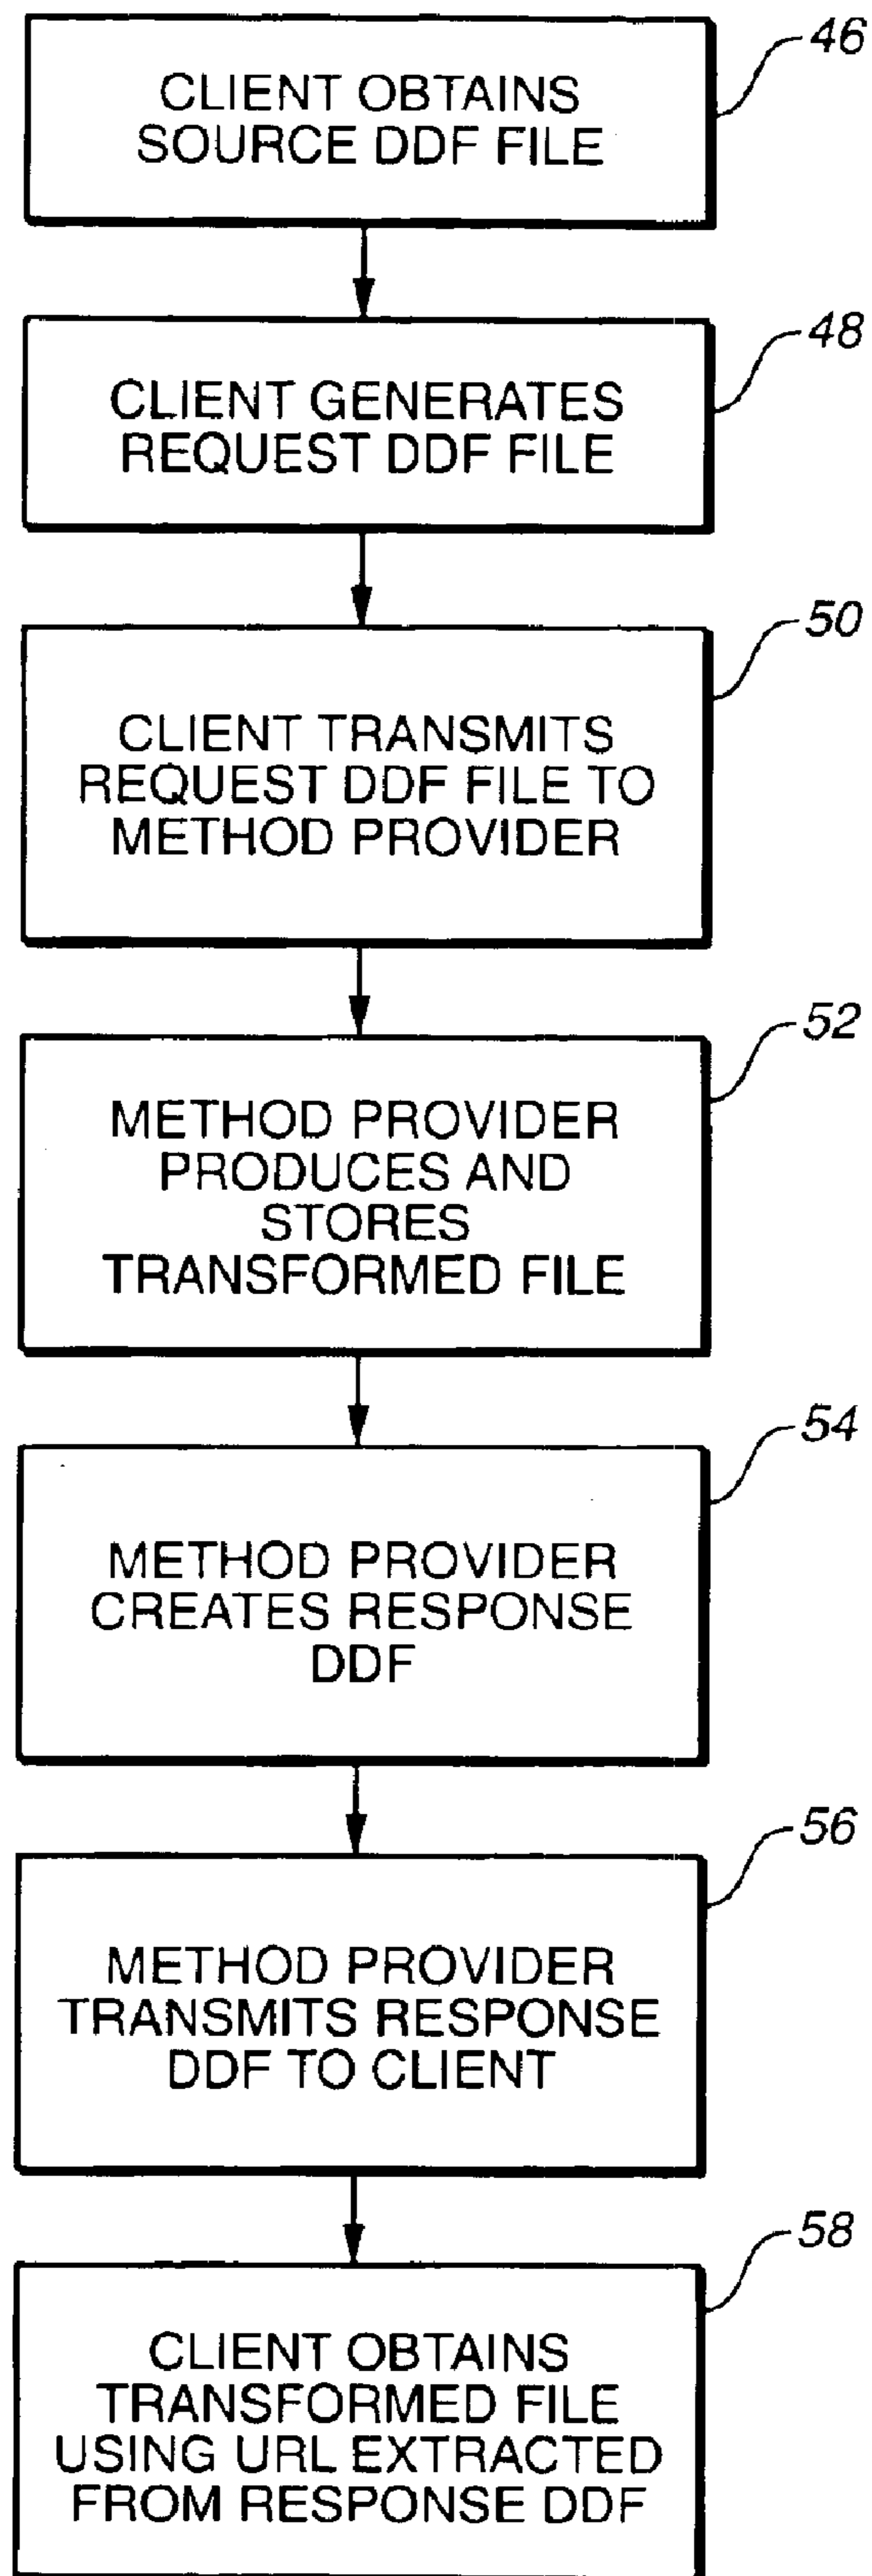 46
CLIENT OBTAINS
SOURCE DDF FILE
48
CLIENT GENERATES
REQUEST DDF FILE
50
CLIENT TRANSMITS
REQUEST DDF FILE TO
METHOD PROVIDER
52
METHOD PROVIDER
PRODUCES AND
STORES
TRANSFORMED FILE
54
METHOD PROVIDER
CREATES RESPONSE
DDF
56
METHOD PROVIDER
TRANSMITS RESPONSE
DDF TO CLIENT
58
CLIENT OBTAINS
TRANSFORMED FILE
USING URL EXTRACTED
FROM RESPONSE DDF